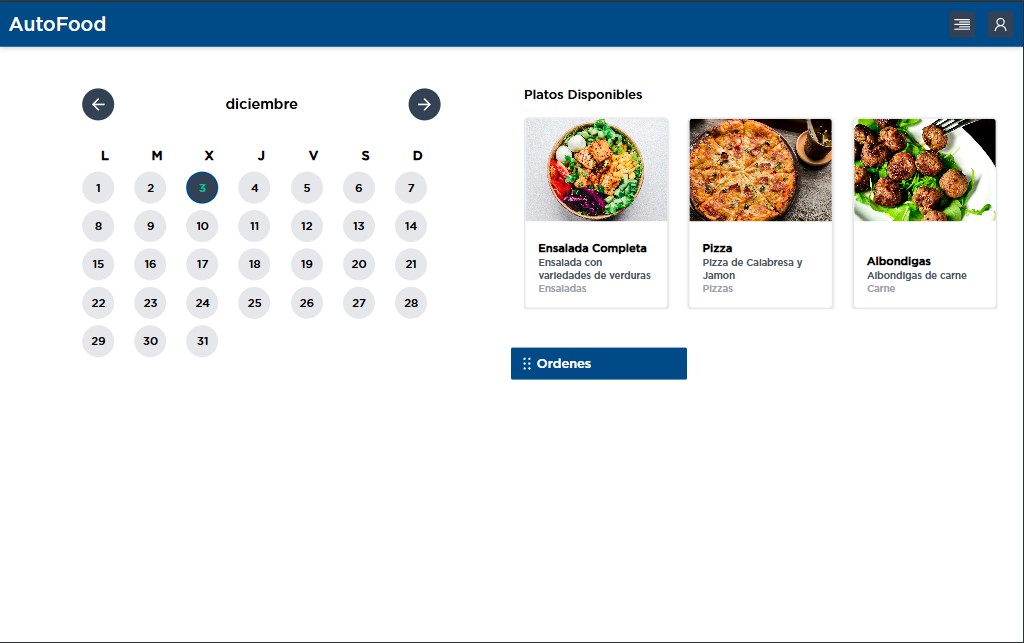 AutoFood
diciembre
L M X J V S D
1 2 3 4 5 6 7
8 9 10 11 12 13 14
15 16 17 18 19 20 21
22 23 24 25 26 27 28
29 30 31
Platos Disponibles
Ensalada Completa
Ensalada con
variedades de verduras
Ensaladas
Pizza
Pizza de Calabresa y
Jamon
Pizzas
Albondigas
Albondigas de carne
Carne
Ordenes